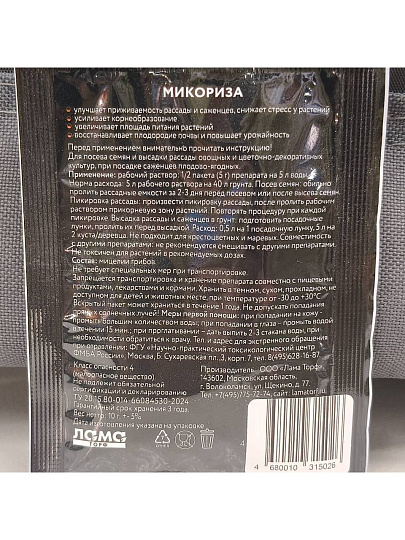 МИКОРИЗА
улучшает приживаемость рассады и саженцев, снижает стресс у растений
усиливает корнеобразование
увеличивает площадь питания растений
восстанавливает плодородие почвы и повышает урожайность
Перед применением внимательно прочитать инструкцию!
Для посева семян и высадки рассады овощных и цветочно-декоративных
культур, при посадке саженцев плодово-ягодных.
Применение: рабочий раствор: 1/2 пакета (5 г) препарата на 5 л воды.
Норма расхода: 5 л рабочего раствора на 40 л грунта. Посев семян: обильно
пролить рассадные емкости за 2-3 дня перед посевом или после высева семян.
Пикировка рассады: произвести пикировку рассады, после пролить рабочим
раствором прикорневую зону растений. Повторять процедуру при каждой
пикировке. Высадка рассады и саженцев в грунт: подготовить посадочные
лунки, пролить их перед высадкой. Расход: 0,5 л на 1 посадочную лунку, 5 л на
2 куста/деревца. Не подходит для крестоцветных и маревых. Совместимость
с другими препаратами: не рекомендуется смешивать с другими препаратами.
Не токсичен для растений в рекомендуемых дозах.
Состав: мицелий грибов.
Не требует специальных мер при транспортировке.
Запрещается транспортировка и хранение препарата совместно с пищевыми
продуктами, лекарствами и кормами. Хранить в темном, сухом, прохладном, не
доступном для детей и животных месте, при температуре от -30 до +30°С.
Вскрытый пакет может храниться в течение 1 года. Не допускать попадания
прямых солнечных лучей! Меры первой помощи: при попадании на кожу -
промыть большим количеством воды; при попадании в глаза - промыть водой
в течение 15 мин.; при проглатывании - дать выпить 2-3 стакана воды, при
необходимости обратиться к врачу. Тел. и адрес для экстренного обращения
при отравлении: ФГУ «Научно-практический токсикологический центр
ФМБА России», Москва, Б. Сухаревская пл.,3, корп. 7, тел. 8(495)628-16-87.
Класс опасности 4
(малоопасное вещество)
Не подлежит обязательной
сертификации и декларированию
ТУ 20.15.80-014-66084530-2024
Гарантийный срок хранения 3 года.
Вес нетто: 10 г +- 5%
Дата изготовления указана на упаковке
Производитель: ООО «Лама Торф»,
143602, Московская область,
г. Волоколамск, ул. Щекино, д. 77.
Тел. +7(495)775-72-74, сайт: lamatorf.ru
ЛАМА
ТОРФ
4 680010 315026